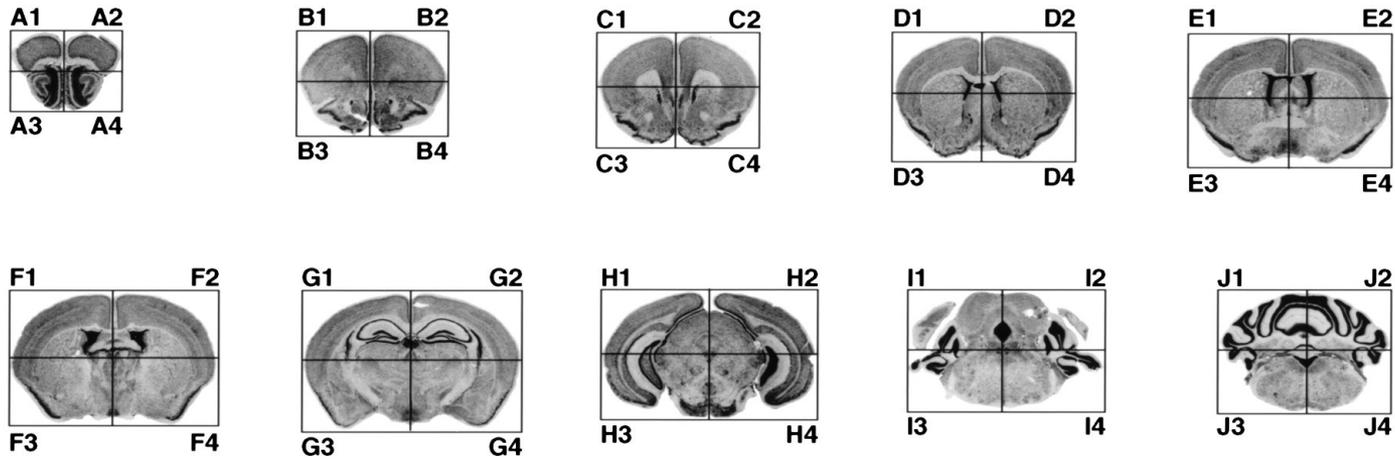 A1 A2 B1 B2 C1 C2 D1 D2 E1 E2
A3 A4 B3 B4 C3 C4 D3 D4 E3 E4
F1 F2 G1 G2 H1 H2 I1 I2 J1 J2
F3 F4 G3 G4 H3 H4 I3 I4 J3 J4